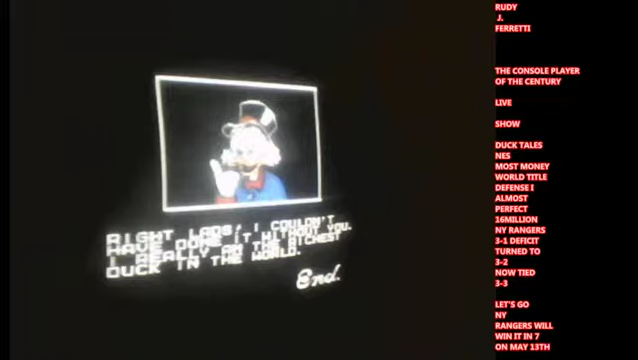 RIGHT LADS, I COULDN'T
HAVE DONE IT WITHOUT YOU.
I REALLY AM THE RICHEST
DUCK IN THE WORLD.
End.
RUDY
J.
FERRETTI
THE CONSOLE PLAYER
OF THE CENTURY
LIVE
SHOW
DUCK TALES
NES
MOST MONEY
WORLD TITLE
DEFENSE I
ALMOST
PERFECT
16MILLION
NY RANGERS
3-1 DEFICIT
TURNED TO
3-2
NOW TIED
3-3
LET'S GO
NY
RANGERS WILL
WIN IT IN 7
ON MAY 13TH